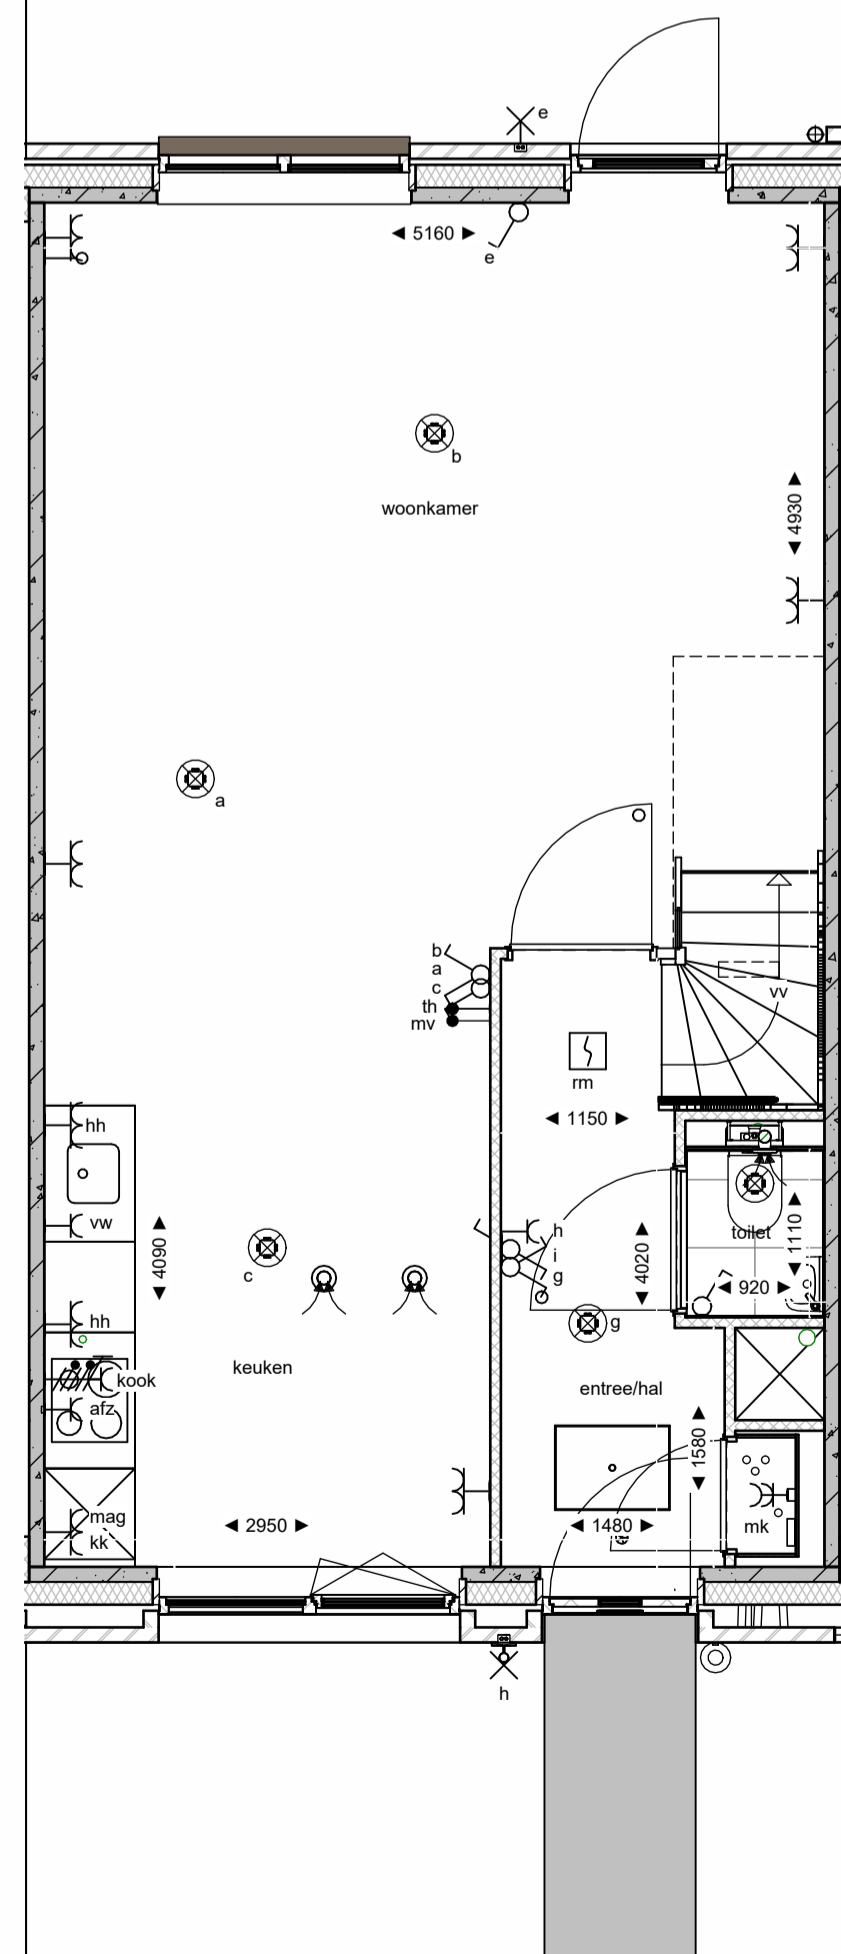 e
◄ 5160 ►
e
b
woonkamer
◄ 4930 ►
a
b
a
c
th
mv
vv
rm
◄ 1150 ►
hh
vw
◄ 4090 ►
c
h
i
g
◄ 4020 ►
toilet
◄ 1110 ►
◄ 920 ►
hh
g
keuken
kook
afz
entree/hal
◄ 1580 ►
mag
kk
◄ 2950 ►
◄ 1480 ►
mk
h